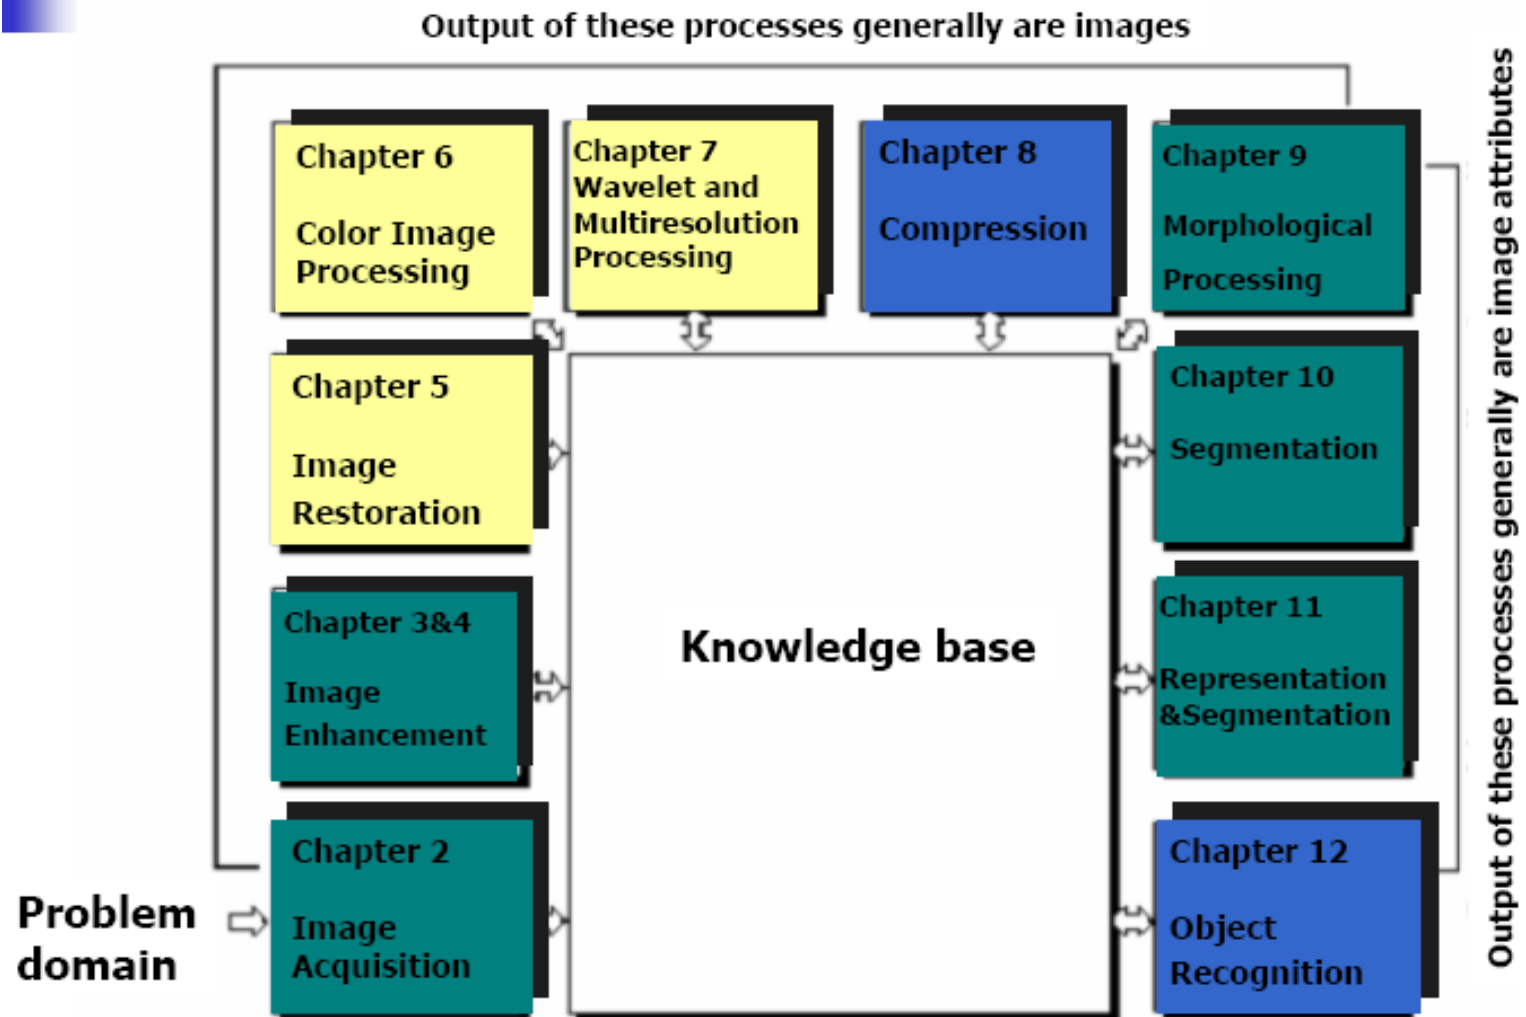 Output of these processes generally are images
Chapter 6
Color Image
Processing
Chapter 7
Wavelet and
Multiresolution
Processing
Chapter 8
Compression
Chapter 9
Morphological
Processing
Chapter 5
Image
Restoration
Chapter 10
Segmentation
Chapter 3&4
Image
Enhancement
Knowledge base
Chapter 11
Representation
&Segmentation
Problem
domain
Chapter 2
Image
Acquisition
Chapter 12
Object
Recognition
Output of these processes generally are image attributes